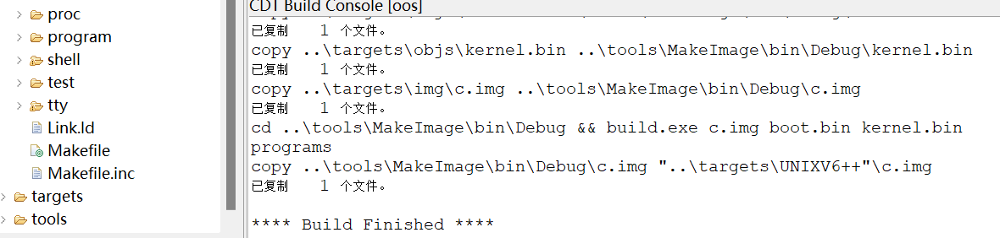 proc
program
shell
test
tty
Link.ld
Makefile
Makefile.inc
targets
tools
CDT Build Console [oos]
已复制 1 个文件。
copy ..\targets\objs\kernel.bin ..\tools\MakeImage\bin\Debug\kernel.bin
已复制 1 个文件。
copy ..\targets\img\c.img ..\tools\MakeImage\bin\Debug\c.img
已复制 1 个文件。
cd ..\tools\MakeImage\bin\Debug && build.exe c.img boot.bin kernel.bin
programs
copy ..\tools\MakeImage\bin\Debug\c.img "..\targets\UNIXV6++"\c.img
已复制 1 个文件。
**** Build Finished ****